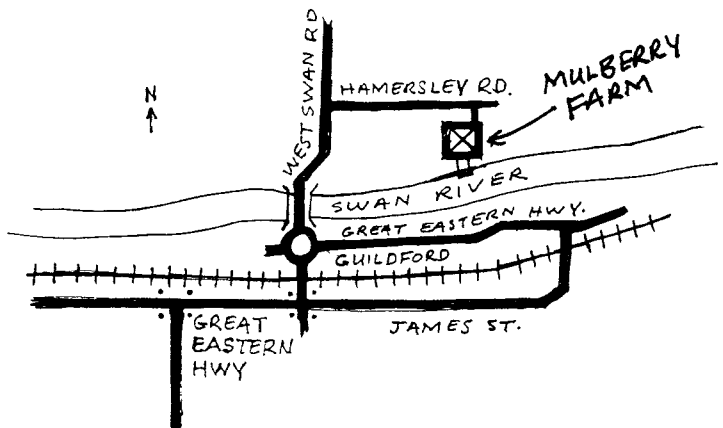 WEST SWAN RD
N
HAMERSLEY RD.
MULBERRY
FARM
SWAN RIVER
GREAT EASTERN HWY.
GUILDFORD
GREAT
EASTERN
HWY
JAMES ST.